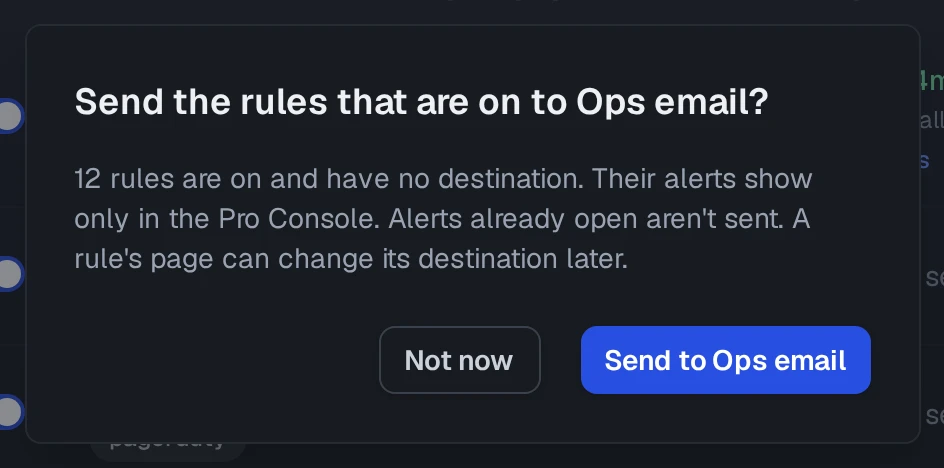 Send the rules that are on to Ops email?
12 rules are on and have no destination. Their alerts show
only in the Pro Console. Alerts already open aren't sent. A
rule's page can change its destination later.
Not now
Send to Ops email